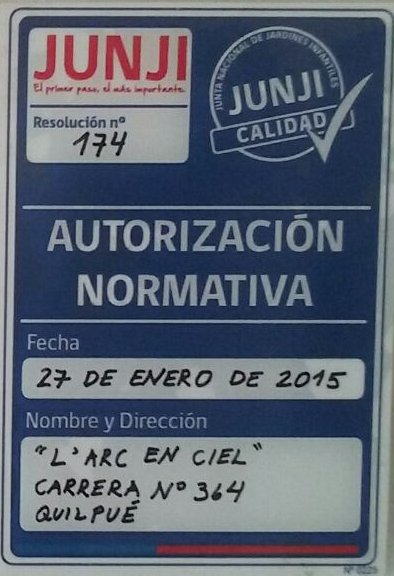 JUNJI
El primer paso, el más importante.
Resolución nº
174
JUNTA NACIONAL DE JARDINES INFANTILES
JUNJI
CALIDAD
AUTORIZACIÓN
NORMATIVA
Fecha
27 DE ENERO DE 2015
Nombre y Dirección
"L'ARC EN CIEL"
CARRERA Nº 364
QUILPUÉ